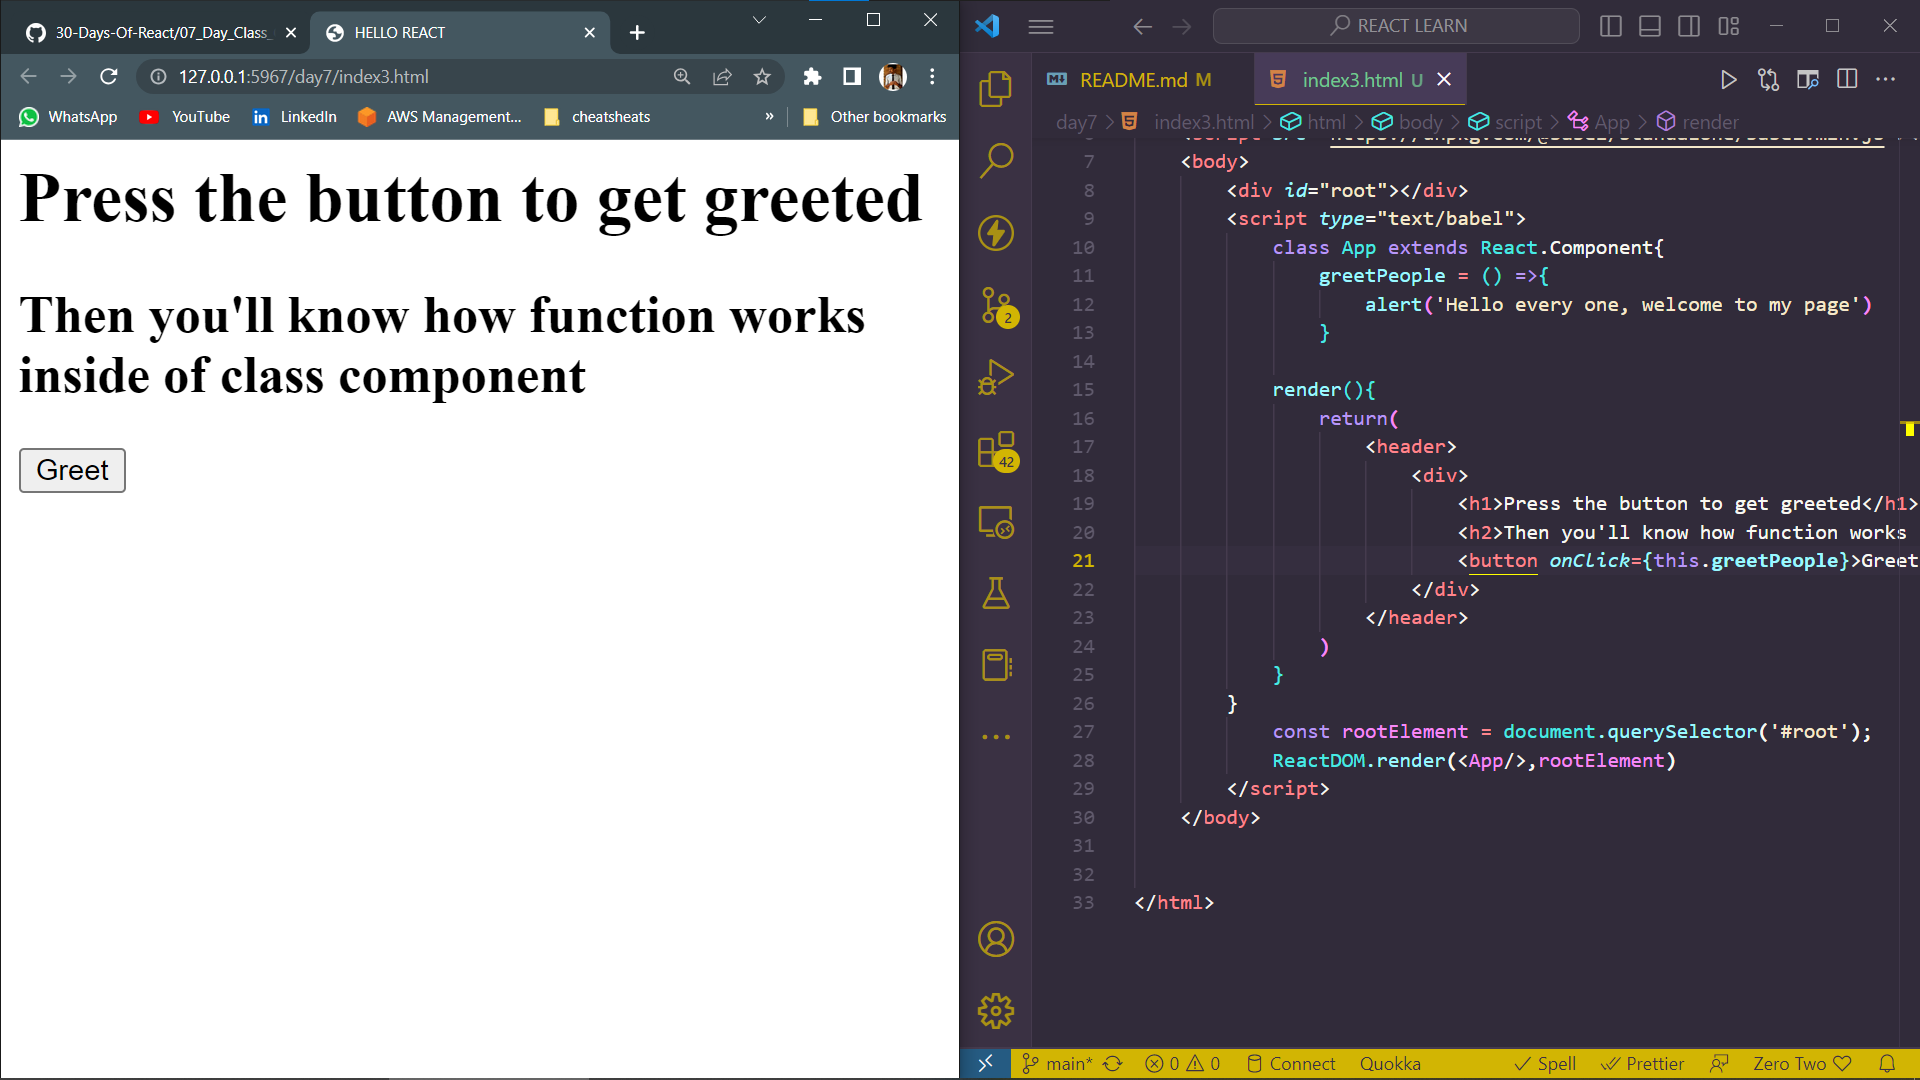 30-Days-Of-React/07_Day_Class_
HELLO REACT
127.0.0.1:5967/day7/index3.html
WhatsApp
YouTube
LinkedIn
AWS Management...
cheatsheats
»
Other bookmarks
Press the button to get greeted
Then you'll know how function works
inside of class component
Greet
REACT LEARN
README.md M
index3.html U
day7 > index3.html > html > body > script > App > render
7 <body>
8 <div id="root"></div>
9 <script type="text/babel">
10 class App extends React.Component{
11 greetPeople = () =>{
12 alert('Hello every one, welcome to my page')
13 }
14
15 render(){
16 return(
17 <header>
18 <div>
19 <h1>Press the button to get greeted</h1>
20 <h2>Then you'll know how function works
21 <button onClick={this.greetPeople}>Greet
22 </div>
23 </header>
24 )
25 }
26 }
27 const rootElement = document.querySelector('#root');
28 ReactDOM.render(<App/>,rootElement)
29 </script>
30 </body>
31
32
33 </html>
2
42
main*
0 0
Connect
Quokka
Spell
Prettier
Zero Two